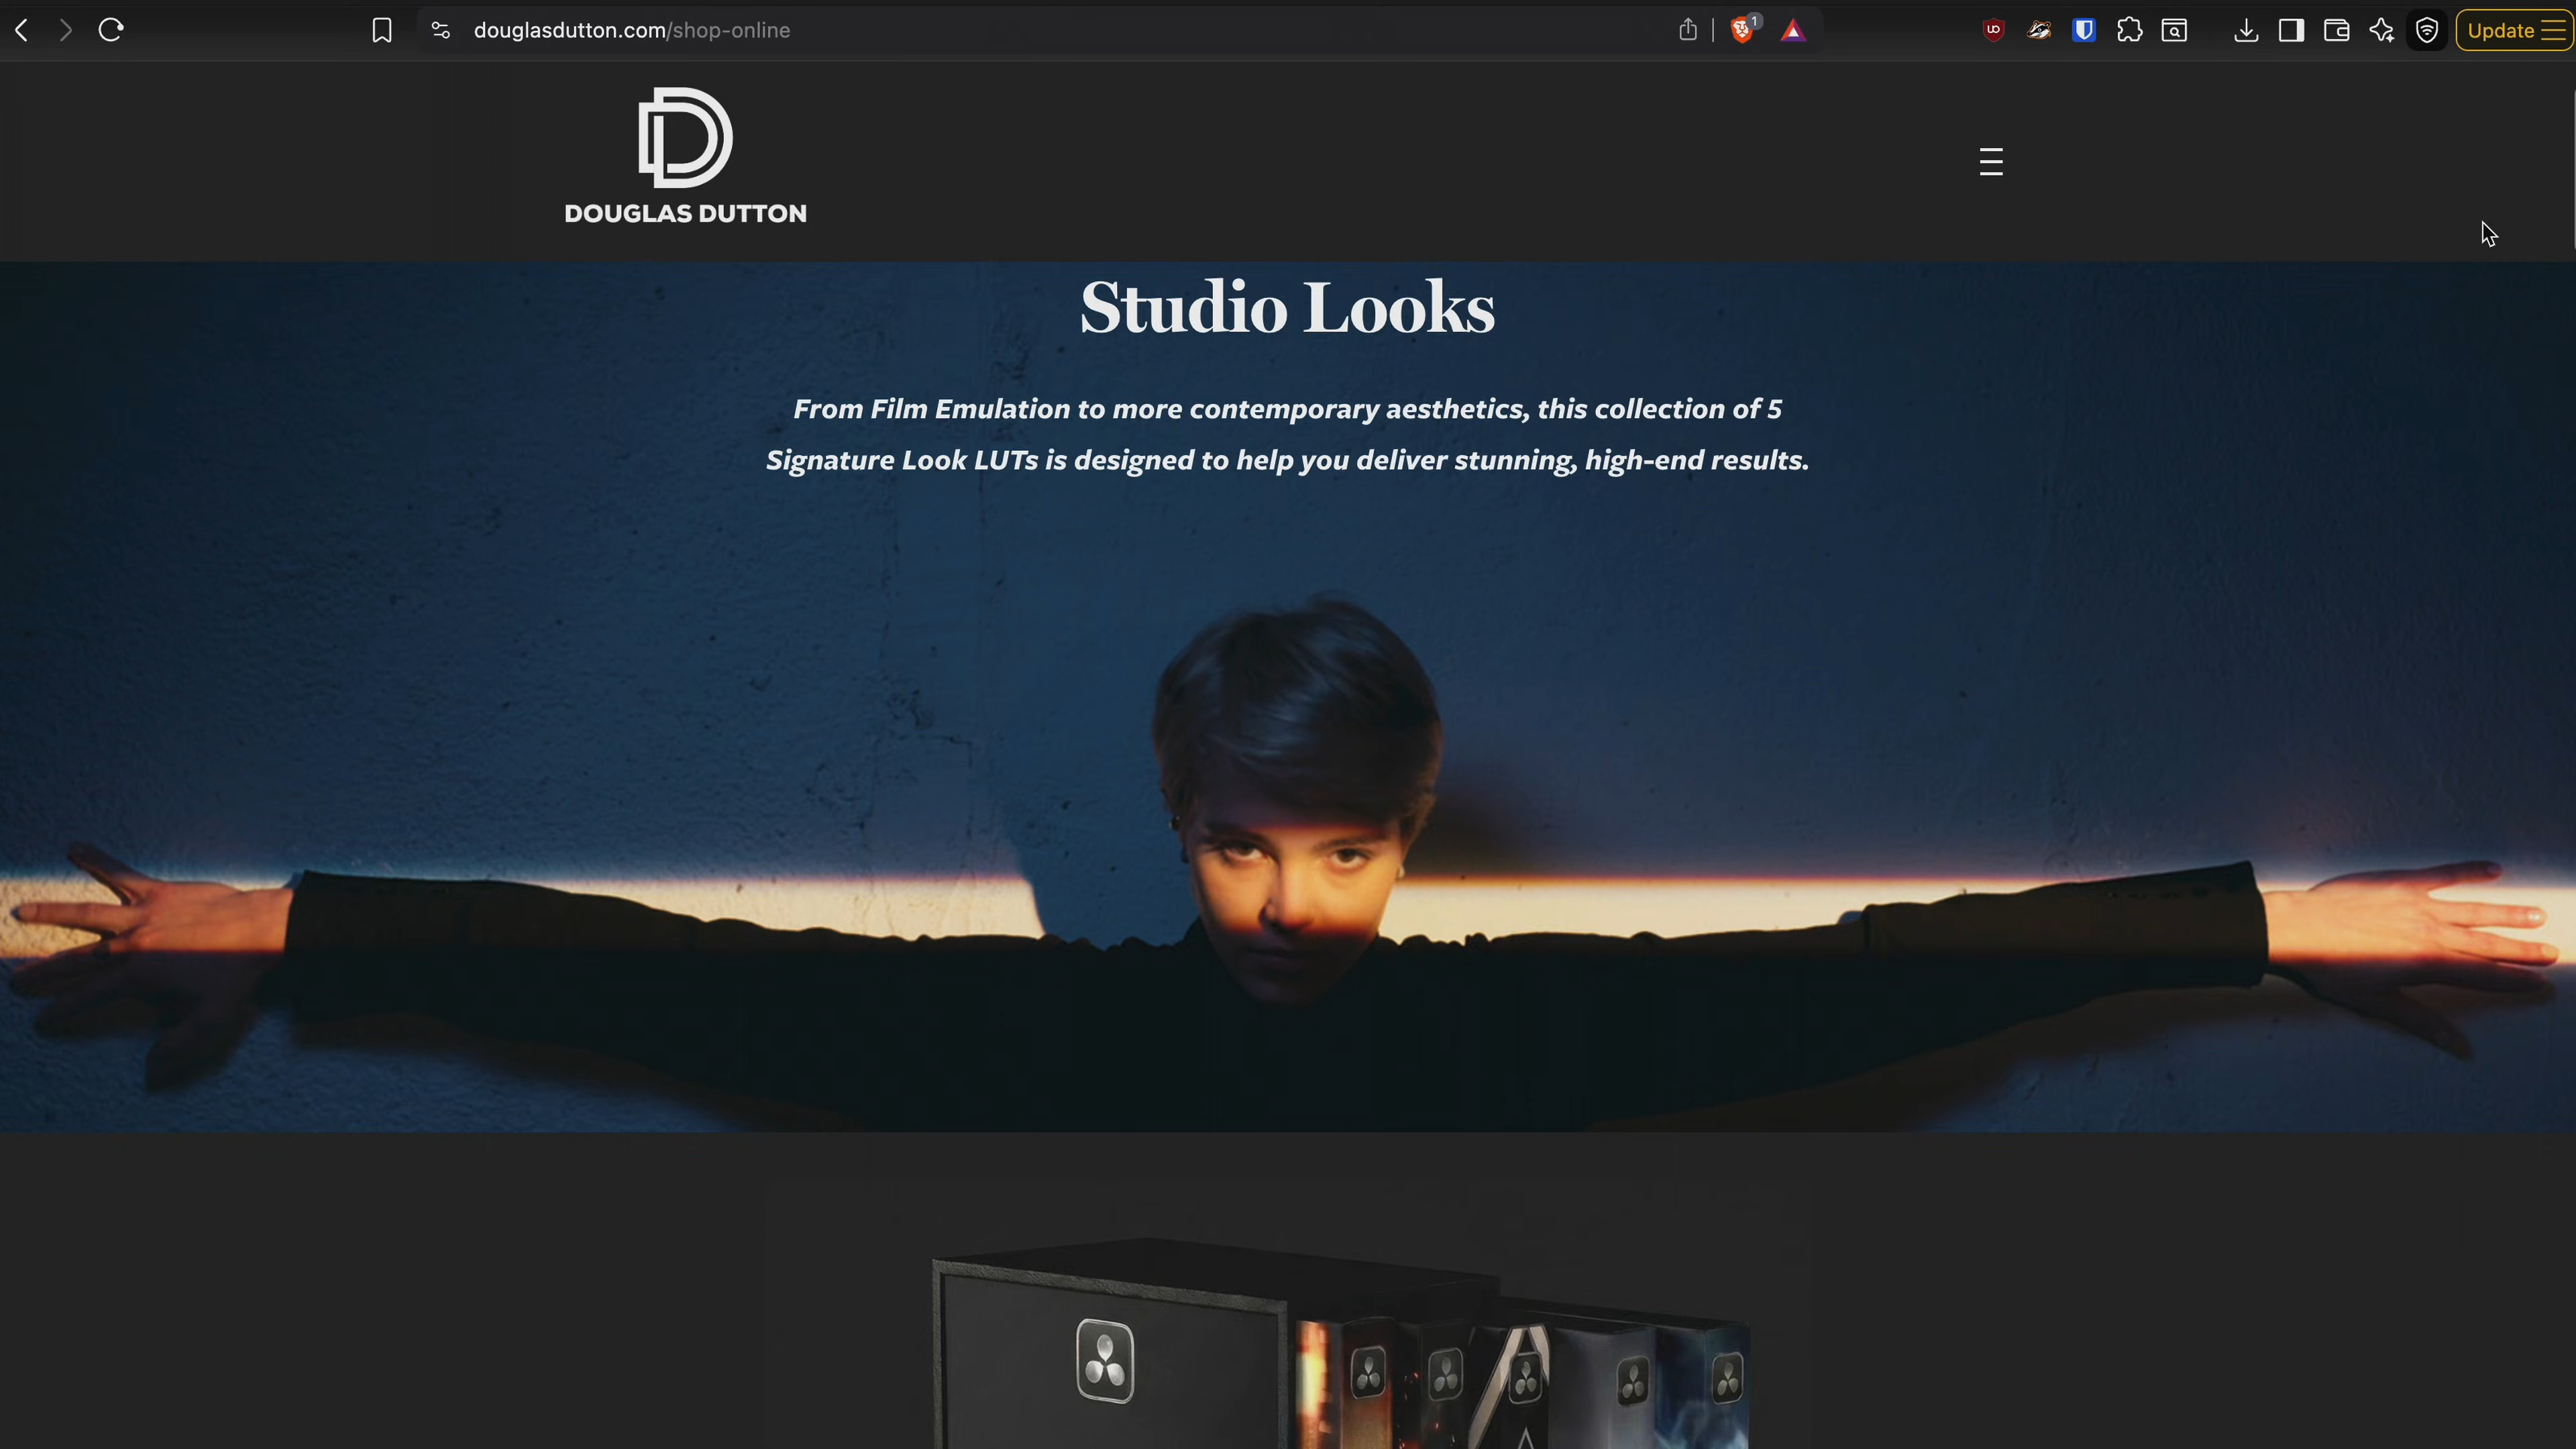 douglasdutton.com/shop-online
1
Update
DOUGLAS DUTTON
Studio Looks
From Film Emulation to more contemporary aesthetics, this collection of 5
Signature Look LUTs is designed to help you deliver stunning, high-end results.